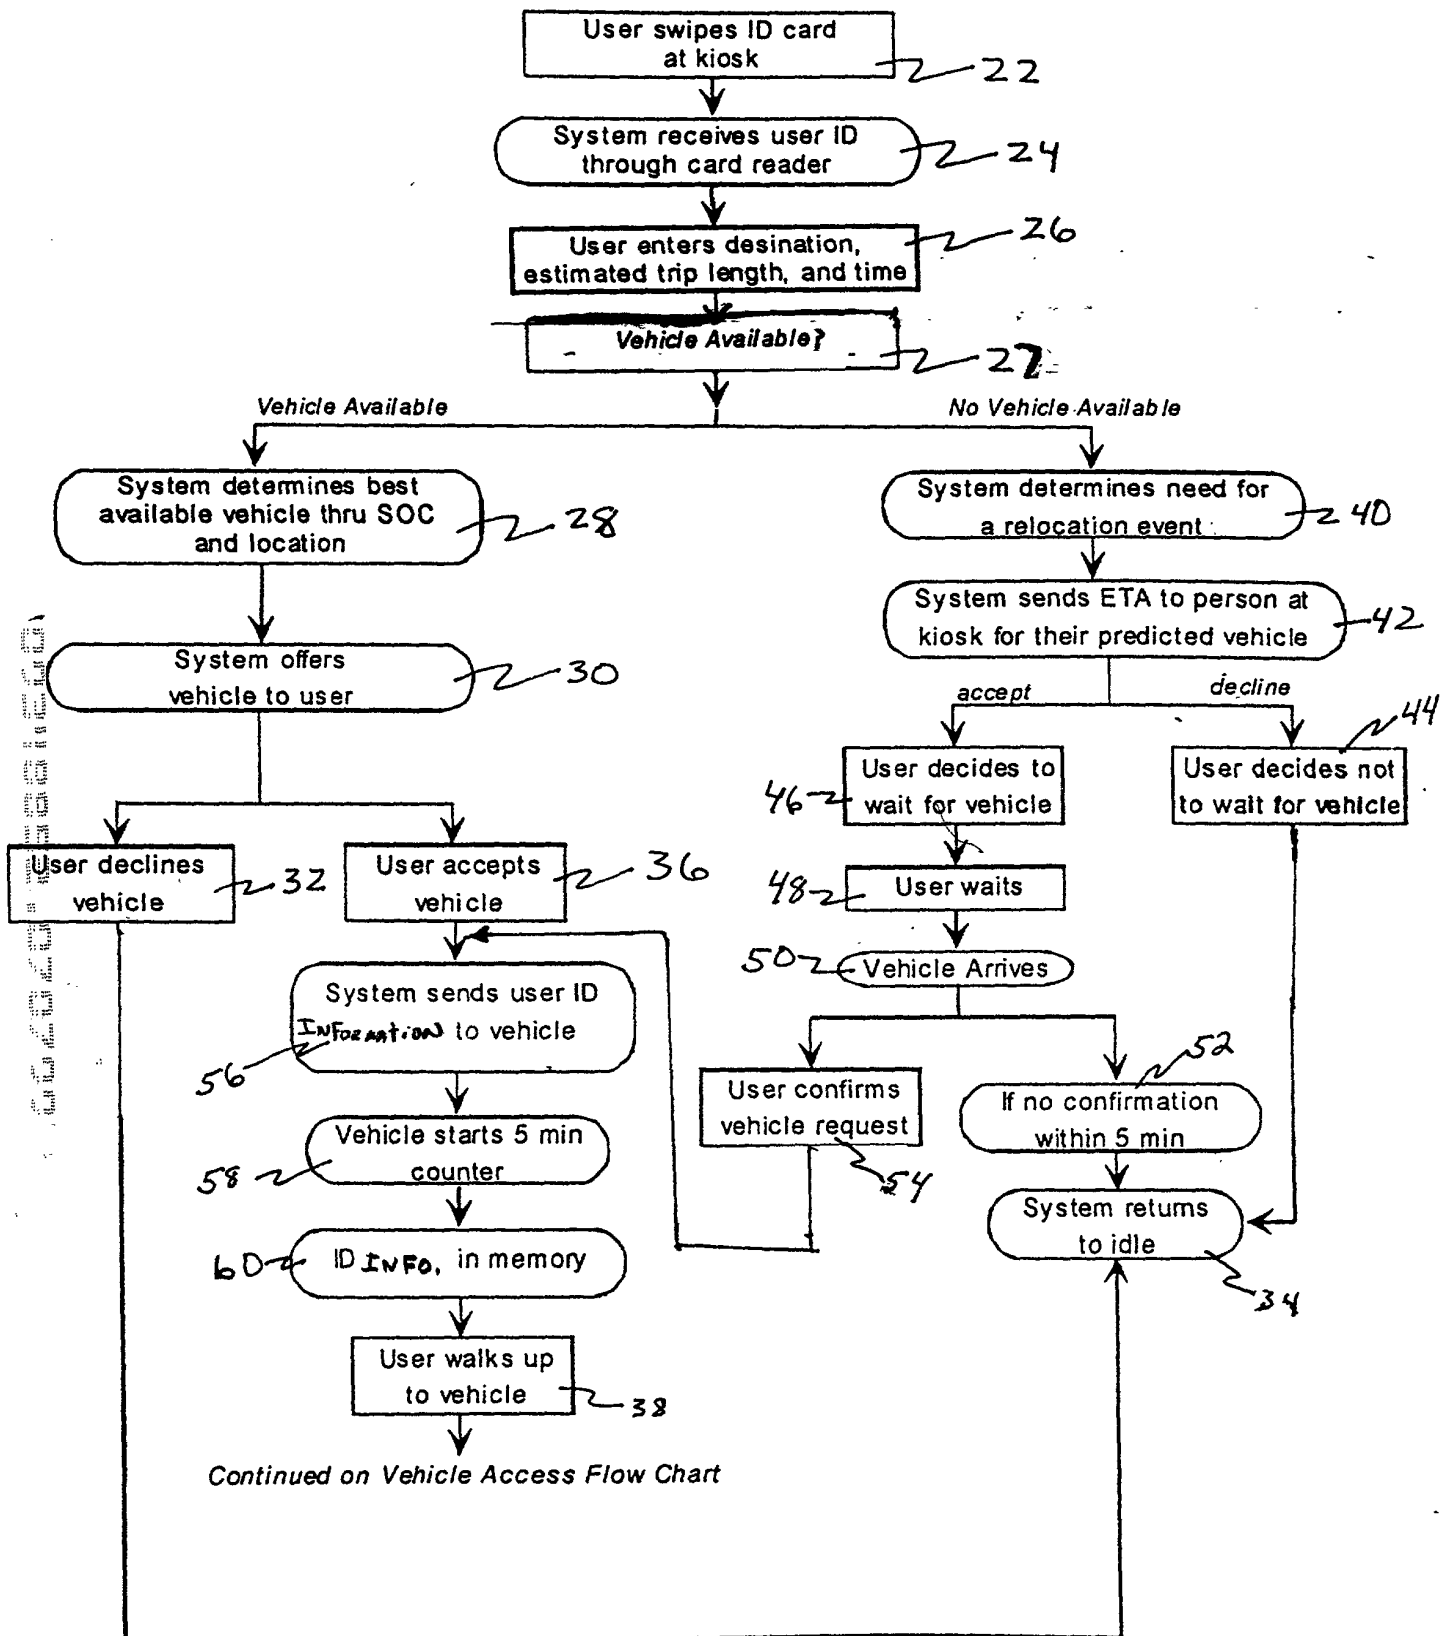 User swipes ID card
at kiosk
22
System receives user ID
through card reader
24
User enters desination,
estimated trip length, and time
26
Vehicle Available?
27
Vehicle Available
No Vehicle Available
System determines best
available vehicle thru SOC
and location
28
System determines need for
a relocation event
40
System sends ETA to person at
kiosk for their predicted vehicle
42
System offers
vehicle to user
30
accept
decline
44
User decides to
wait for vehicle
46
User decides not
to wait for vehicle
User declines
vehicle
32
User accepts
vehicle
36
48
User waits
50
Vehicle Arrives
System sends user ID
INFORMATION to vehicle
56
52
User confirms
vehicle request
54
If no confirmation
within 5 min
Vehicle starts 5 min
counter
58
System returns
to idle
34
60
ID INFO. in memory
User walks up
to vehicle
38
Continued on Vehicle Access Flow Chart